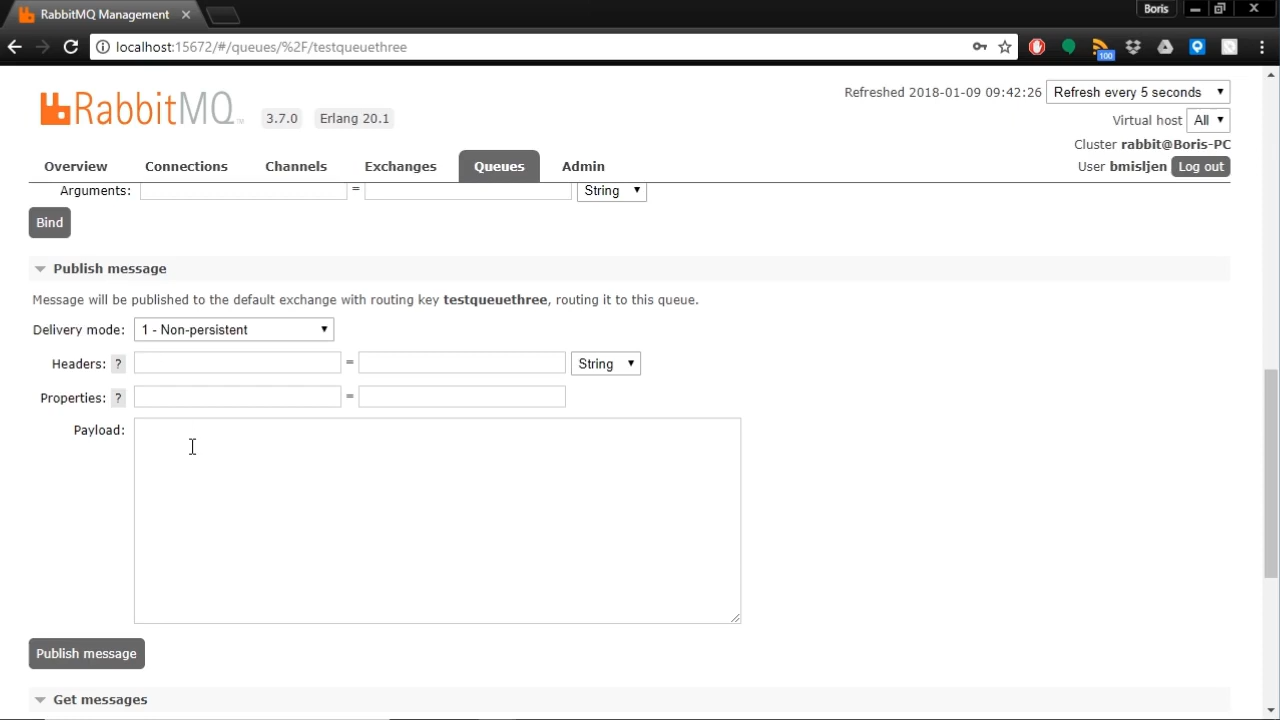 RabbitMQ Management
Boris
localhost:15672/#/queues/%2F/testqueuethree
100
RabbitMQ
3.7.0
Erlang 20.1
Refreshed 2018-01-09 09:42:26
Refresh every 5 seconds
Virtual host All
Cluster rabbit@Boris-PC
User bmisljen Log out
Overview Connections Channels Exchanges Queues Admin
Arguments: = String
Bind
Publish message
Message will be published to the default exchange with routing key testqueuethree, routing it to this queue.
Delivery mode: 1 - Non-persistent
Headers: ? = String
Properties: ? =
Payload:
Publish message
Get messages